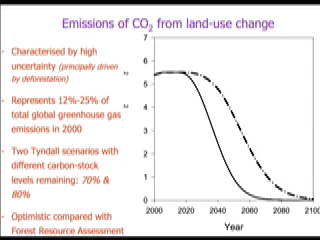 Emissions of CO2 from land-use change
Characterised by high
uncertainty (principally driven
by deforestation)
Represents 12%-25% of
total global greenhouse gas
emissions in 2000
Two Tyndall scenarios with
different carbon-stock
levels remaining: 70% &
80%
Optimistic compared with
Forest Resource Assessment
7
6
5
4
3
2
1
0
2000 2020 2040 2060 2080 2100
Year